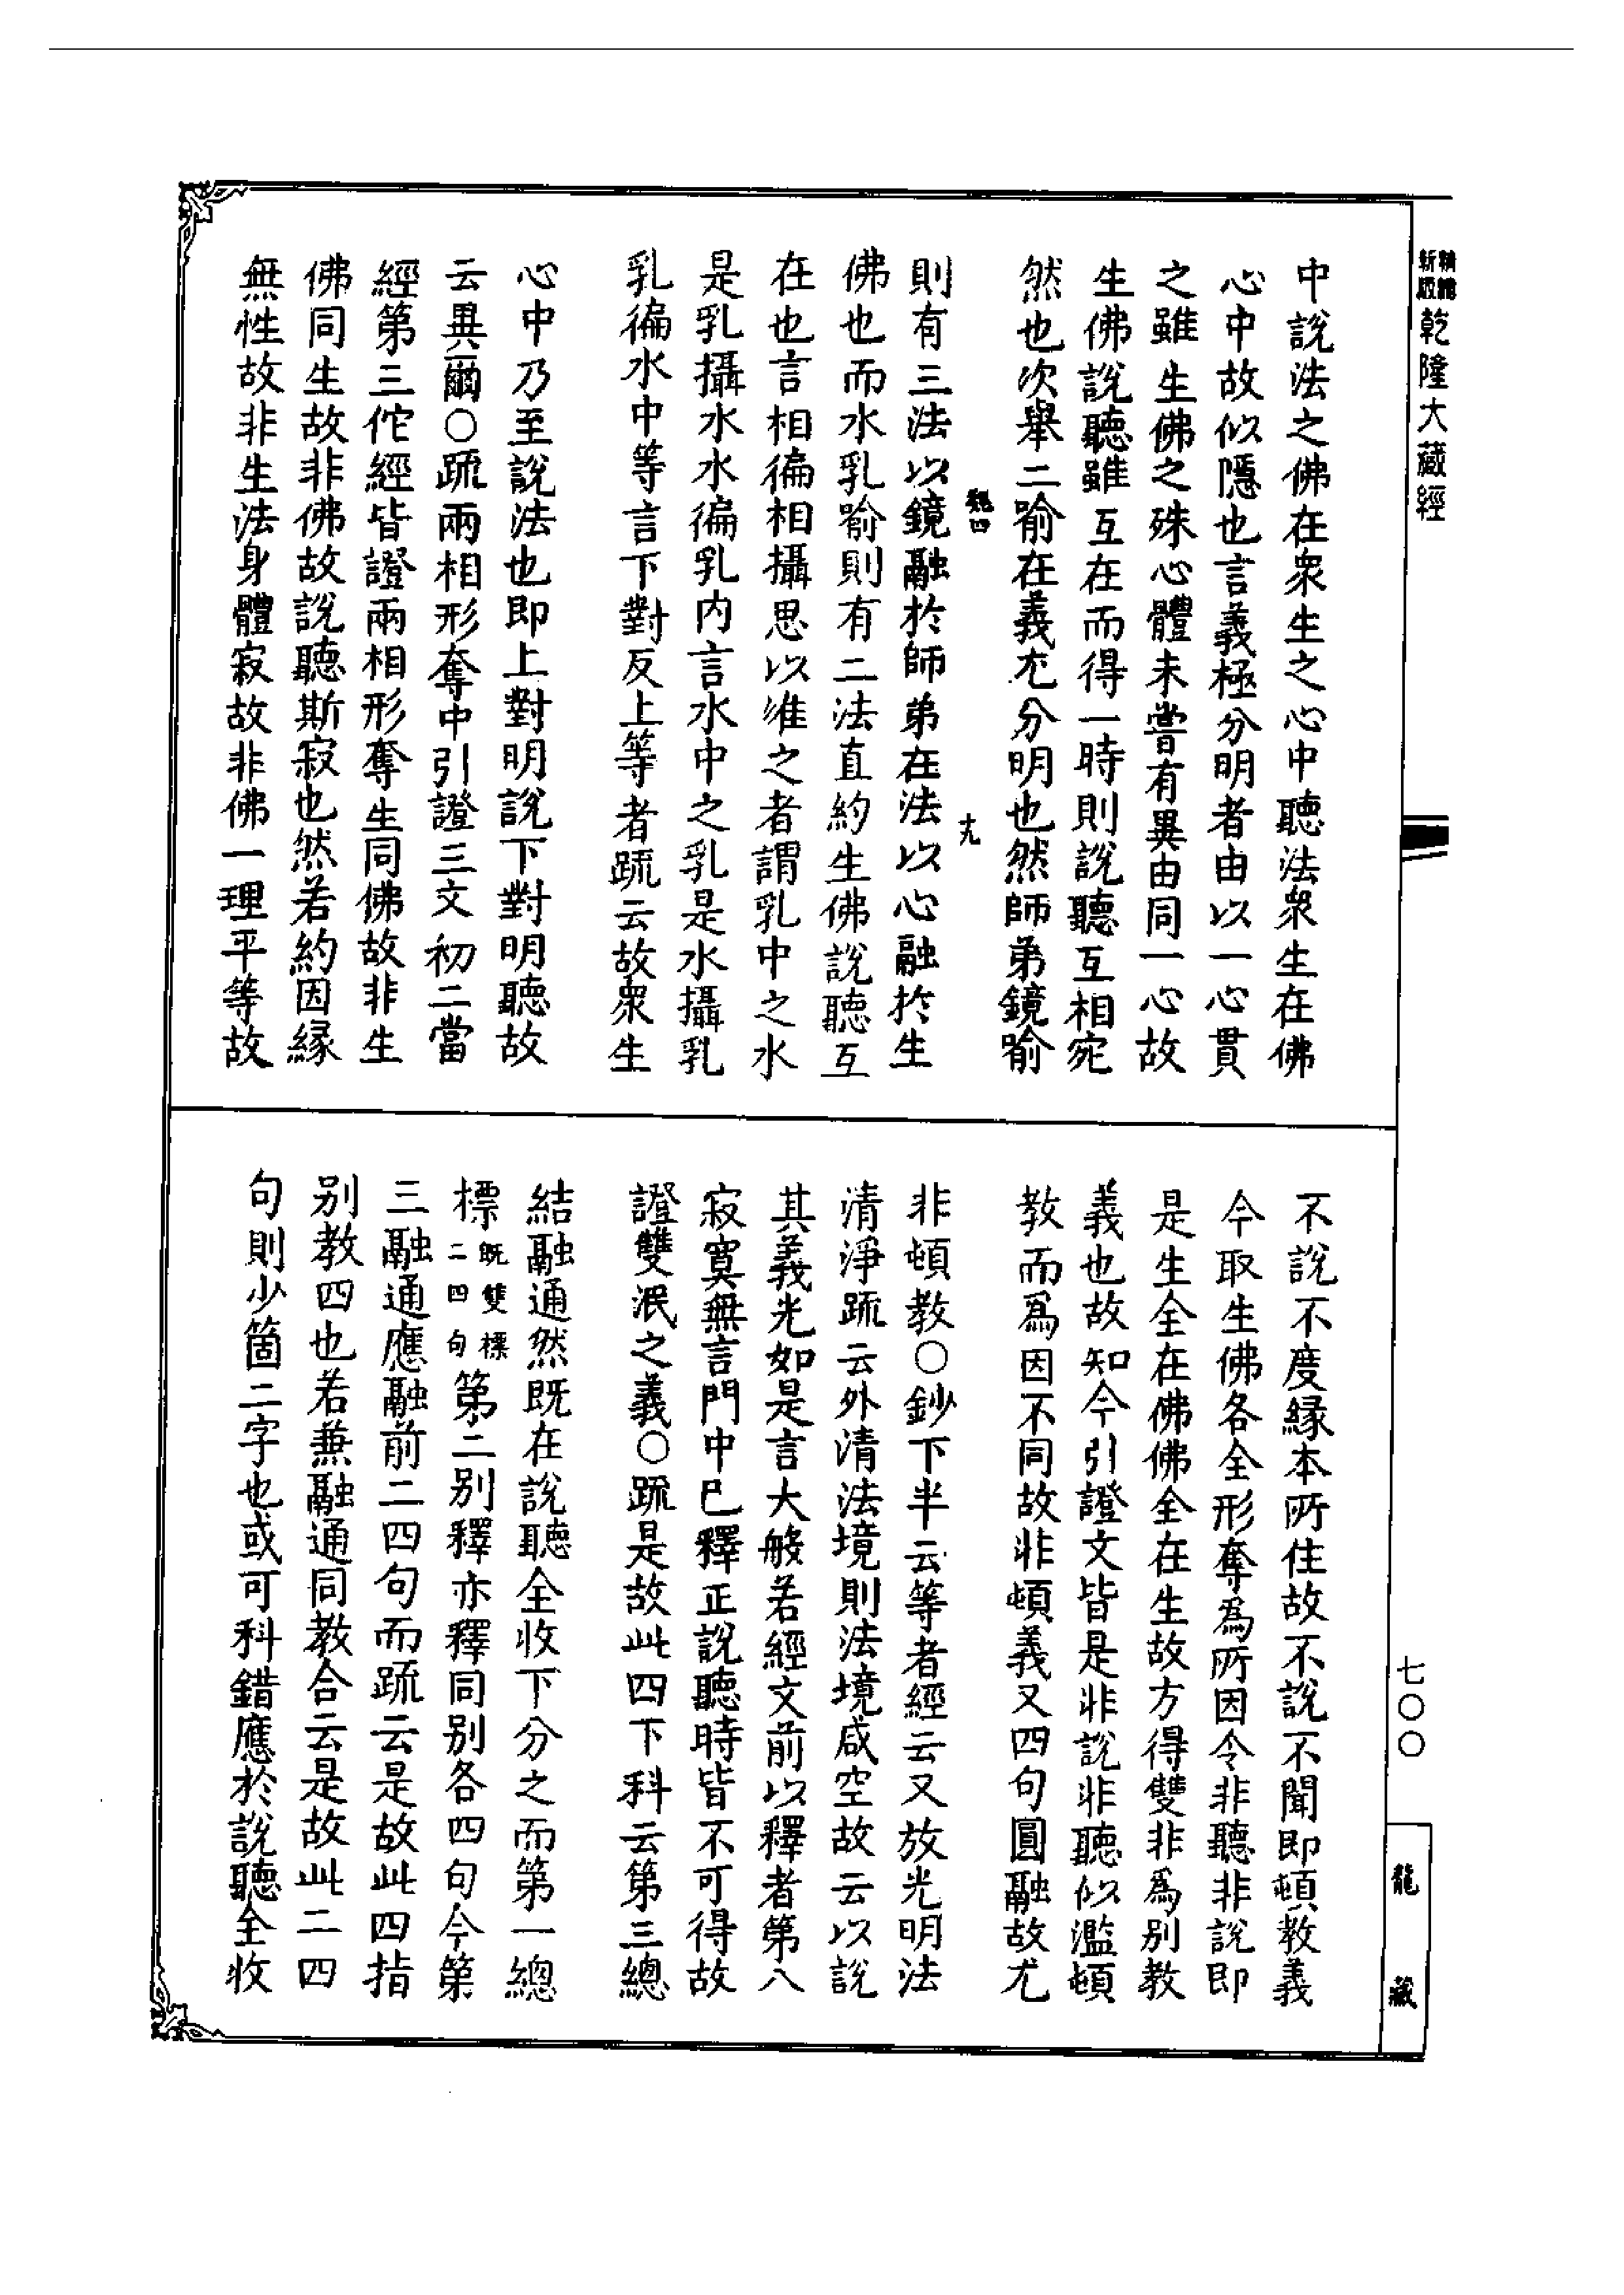 新版
精體
乾隆大藏經
中說法之佛在衆生之心中聽法衆生在佛
心中故似隱也言義極分明者由以一心貫
之雖生佛之殊心體未嘗有異由同一心故
生佛說聽雖互在而得一時則說聽互相宛
然也次舉二喻在義尤分明也然師弟鏡喻
魏四
十九
則有三法以鏡融於師弟在法以心融於生
佛也而水乳喻則有二法直約生佛說聽互
在也言相徧相攝思以准之者謂乳中之水
是乳攝水水徧乳內言水中之乳是水攝乳
乳徧水中等言下對反上等者䟽云故衆生
心中乃至說法也即上對明說下對明聽故
云異爾○䟽兩相形奪中引證三文初二當
經第三佗經皆證兩相形奪生同佛故非生
佛同生故非佛故說聽斯寂也然若約因緣
無性故非生法身體寂故非佛一理平等故
不說不度緣本所住故不說不聞即頓教義
今取生佛各全形奪爲所因令非聽非說即
是生全在佛佛全在生故方得雙非爲別教
義也故知今引證文皆是非說非聽似濫頓
教而爲因不同故非頓義又四句圓融故尤
非頓教○鈔下半云等者經云又放光明法
清淨䟽云外清法境則法境咸空故云以說
其義光如是言大般若經文前以釋者第八
寂寞無言門中已釋正說聽時皆不可得故
證雙泯之義○䟽是故此四下科云第三總
結融通然既在說聽全收下分之而第一總
標既雙標二四句第二別釋亦釋同別各四句今第
三融通應融前二四句而䟽云是故此四指
別教四也若兼融通同教合云是故此二四
句則少箇二字也或可科錯應於說聽全收
七〇〇
龍藏